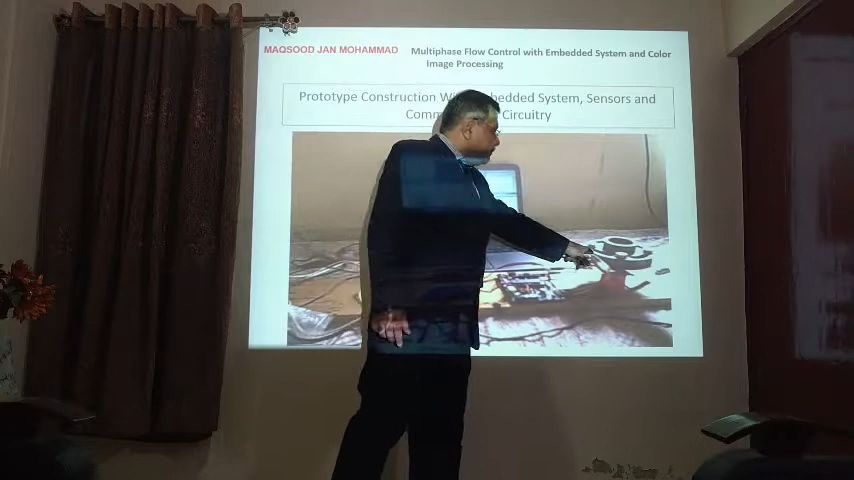 MAQSOOD JAN MOHAMMAD
Multiphase Flow Control with Embedded System and Color
Image Processing
Prototype Construction bedded System, Sensors and
Circuitry